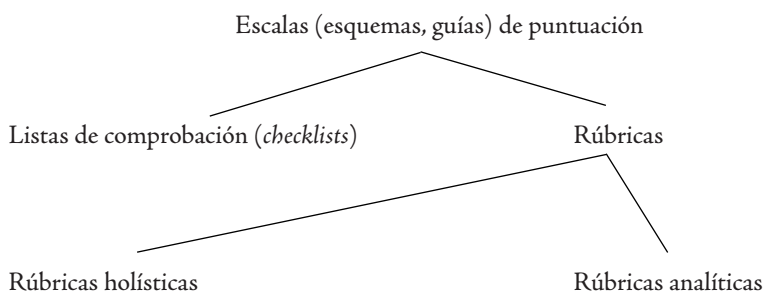 Escalas (esquemas, guías) de puntuación
Listas de comprobación (checklists)
Rúbricas
Rúbricas holísticas
Rúbricas analíticas